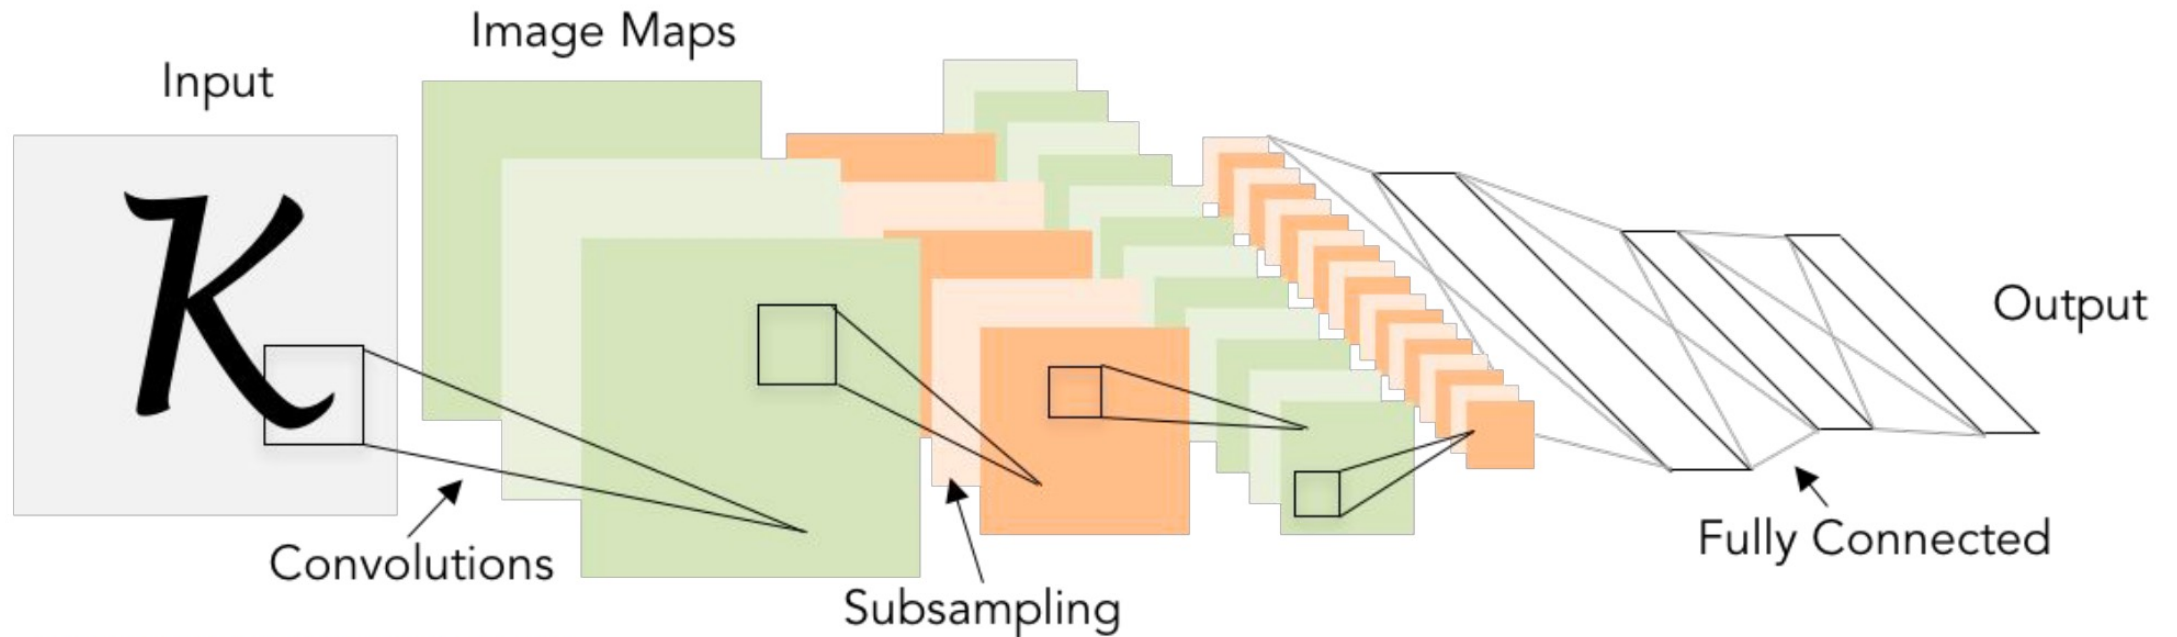 Image Maps
Input
K
Output
Convolutions
Subsampling
Fully Connected